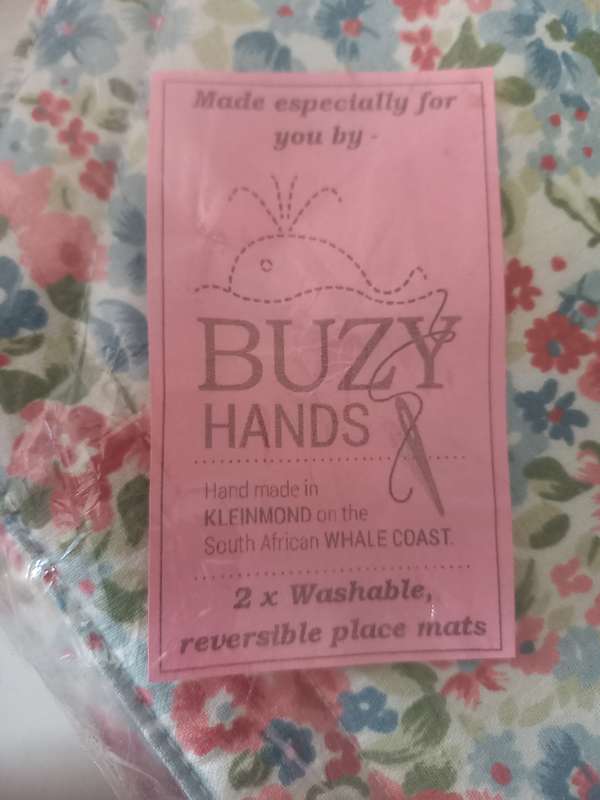 Made especially for
you by -
BUZY
HANDS
Hand made in
KLEINMOND on the
South African WHALE COAST.
2 x Washable,
reversible place mats